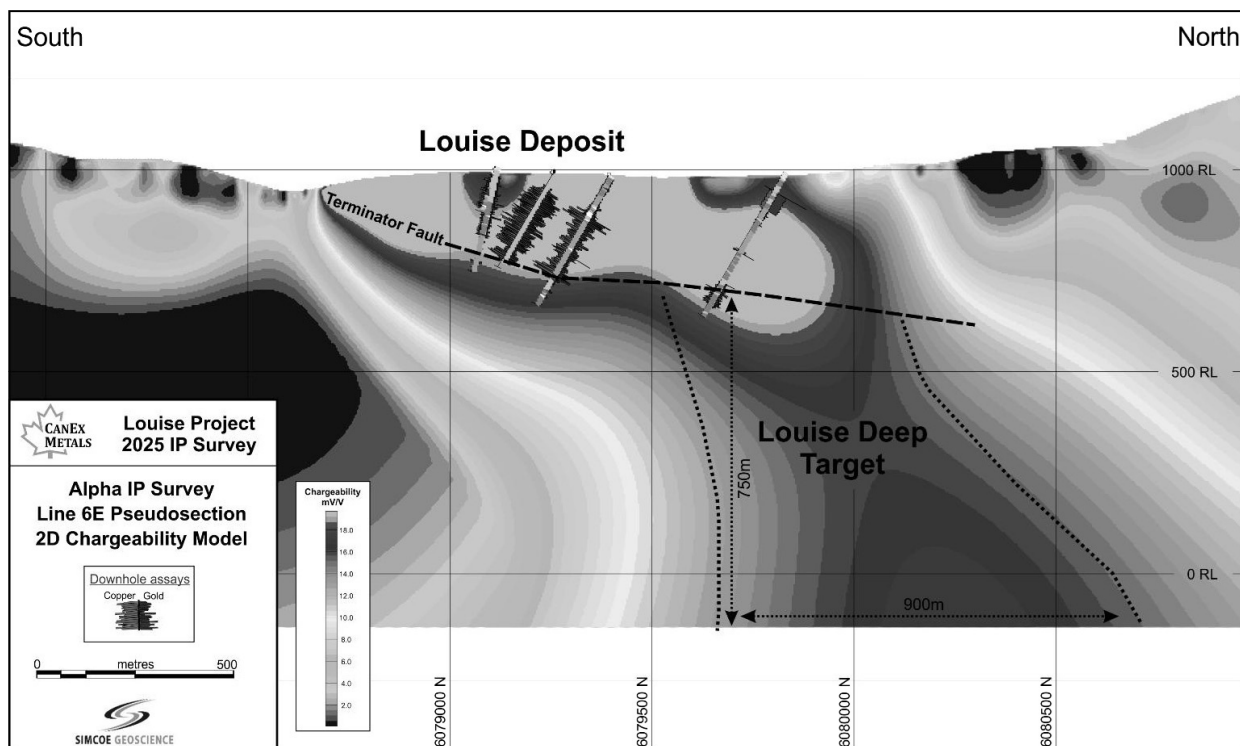 South
North
Louise Deposit
1000 RL
Terminator Fault
500 RL
CANEX
METALS
Louise Project
2025 IP Survey
Louise Deep
Target
750m
Alpha IP Survey
Line 6E Pseudosection
2D Chargeability Model
Chargeability
mV/V
18.0
16.0
14.0
12.0
10.0
8.0
6.0
4.0
2.0
Downhole assays
Copper Gold
0 RL
900m
0 metres 500
SIMCOE GEOSCIENCE
6079000 N
6079500 N
6080000 N
6080500 N